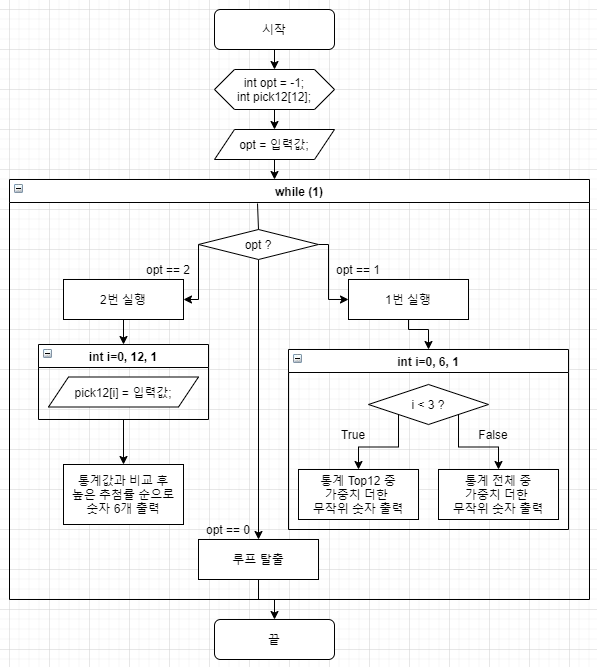 시작
int opt = -1;
int pick12[12];
opt = 입력값;
while (1)
opt ?
opt == 2
opt == 1
2번 실행
1번 실행
int i=0, 12, 1
pick12[i] = 입력값;
통계값과 비교 후
높은 추첨률 순으로
숫자 6개 출력
int i=0, 6, 1
i < 3 ?
True
False
통계 Top12 중
가중치 더한
무작위 숫자 출력
통계 전체 중
가중치 더한
무작위 숫자 출력
opt == 0
루프 탈출
끝